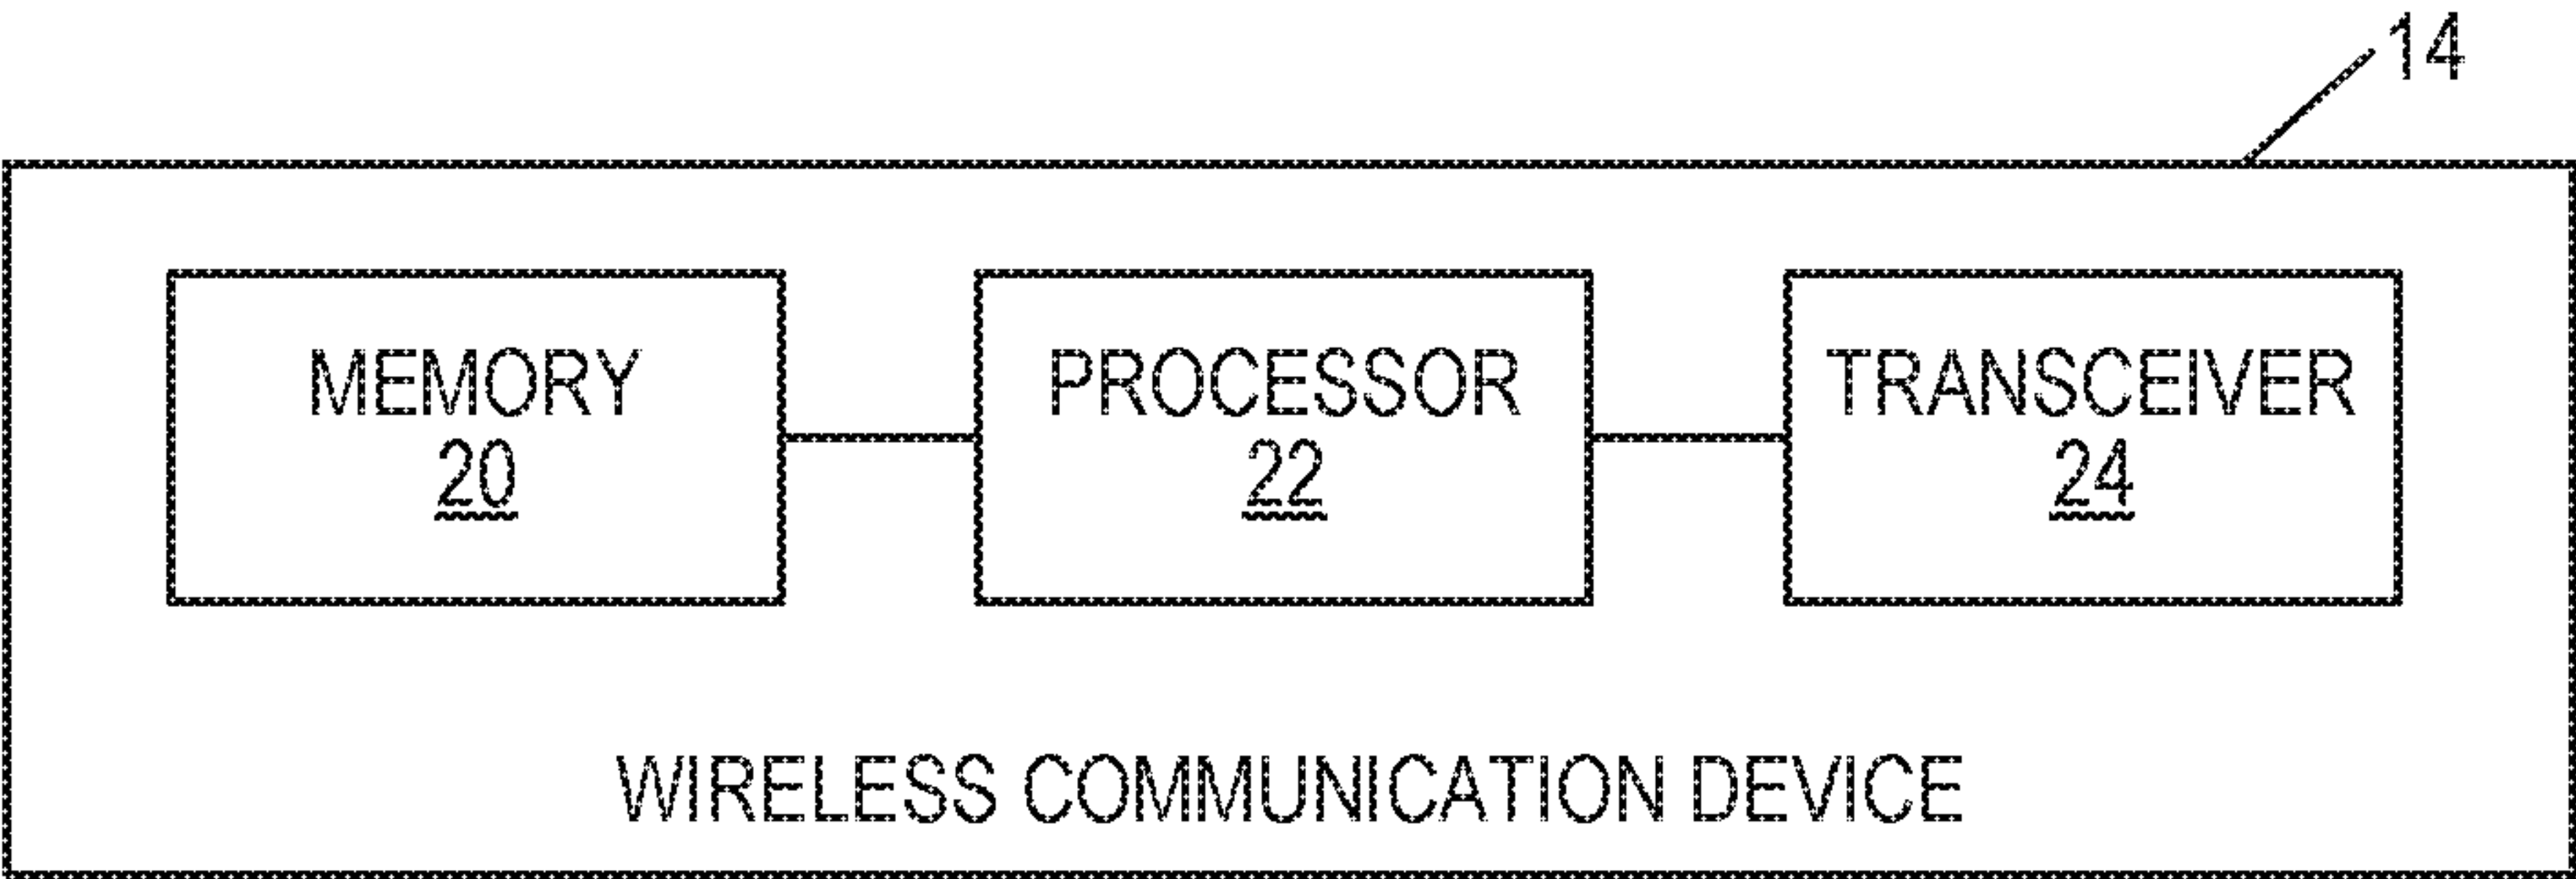 14
MEMORY
20
PROCESSOR
22
TRANSCEIVER
24
WIRELESS COMMUNICATION DEVICE